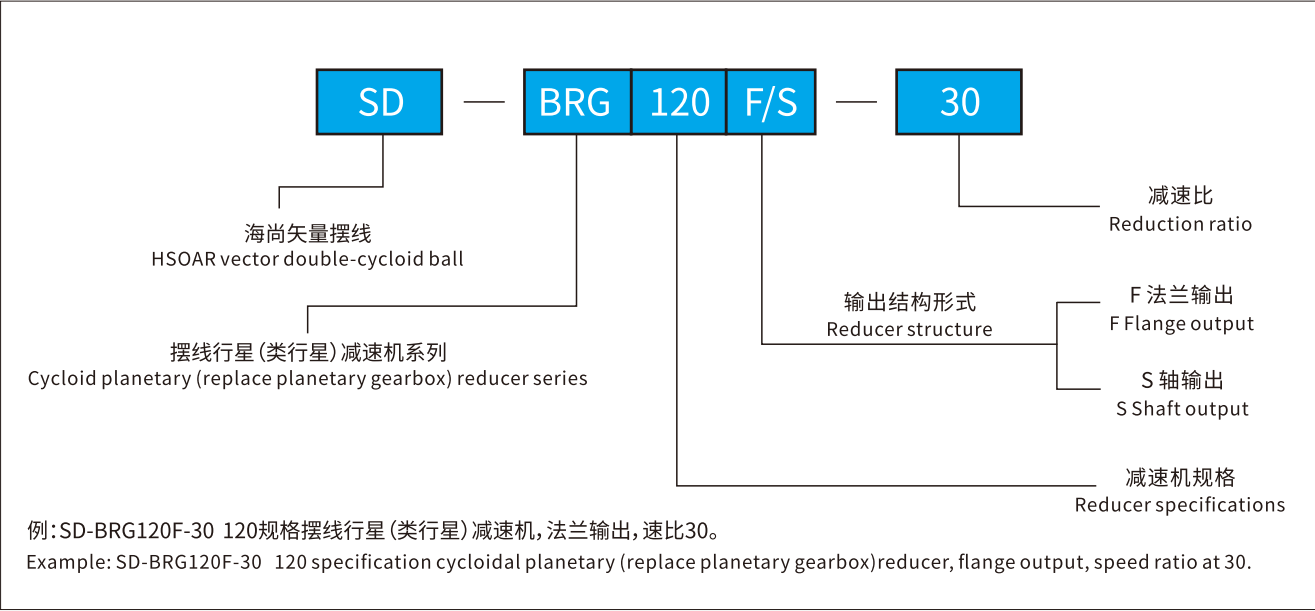 SD — BRG 120 F/S — 30
海尚矢量摆线
HSOAR vector double-cycloid ball
减速比
Reduction ratio
摆线行星(类行星)减速机系列
Cycloid planetary (replace planetary gearbox) reducer series
输出结构形式
Reducer structure
F 法兰输出
F Flange output
S 轴输出
S Shaft output
减速机规格
Reducer specifications
例:SD-BRG120F-30 120规格摆线行星(类行星)减速机,法兰输出,速比30。
Example: SD-BRG120F-30 120 specification cycloidal planetary (replace planetary gearbox)reducer, flange output, speed ratio at 30.